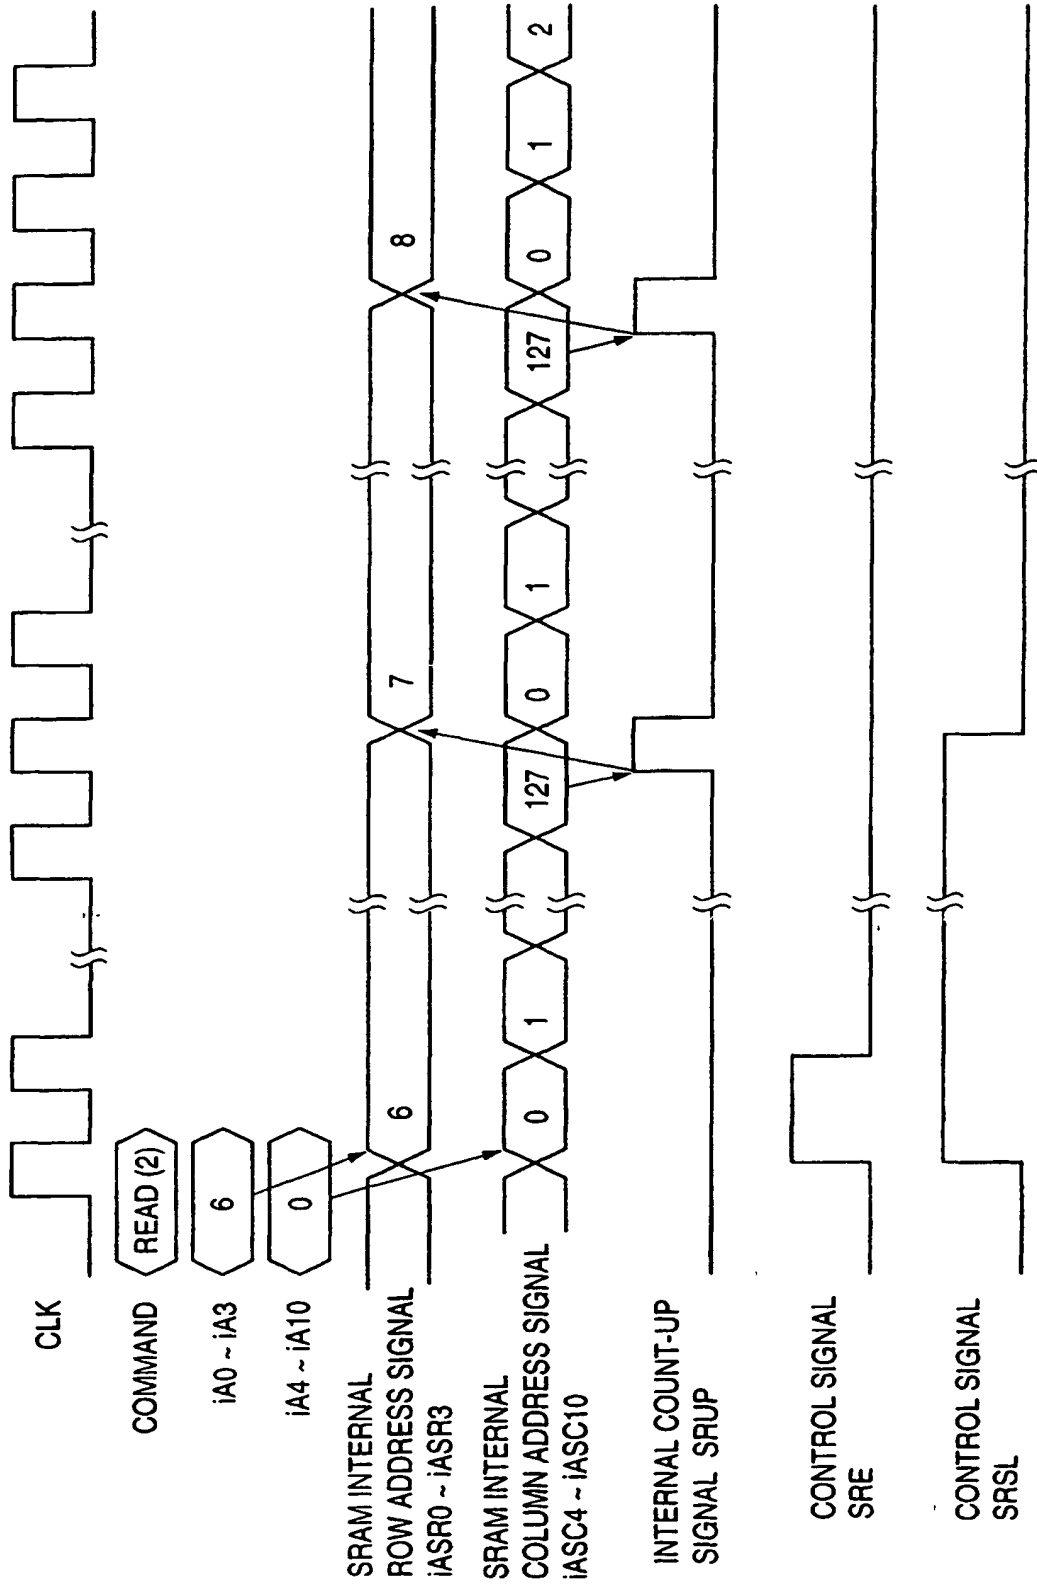 CLK
COMMAND
READ (2)
iA0 ~ iA3
6
iA4 ~ iA10
0
SRAM INTERNAL
ROW ADDRESS SIGNAL
iASR0 ~ iASR3
6
7
8
SRAM INTERNAL
COLUMN ADDRESS SIGNAL
iASC4 ~ iASC10
0
1
127
0
1
127
0
1
2
INTERNAL COUNT-UP
SIGNAL SRUP
CONTROL SIGNAL
SRE
CONTROL SIGNAL
SRSL